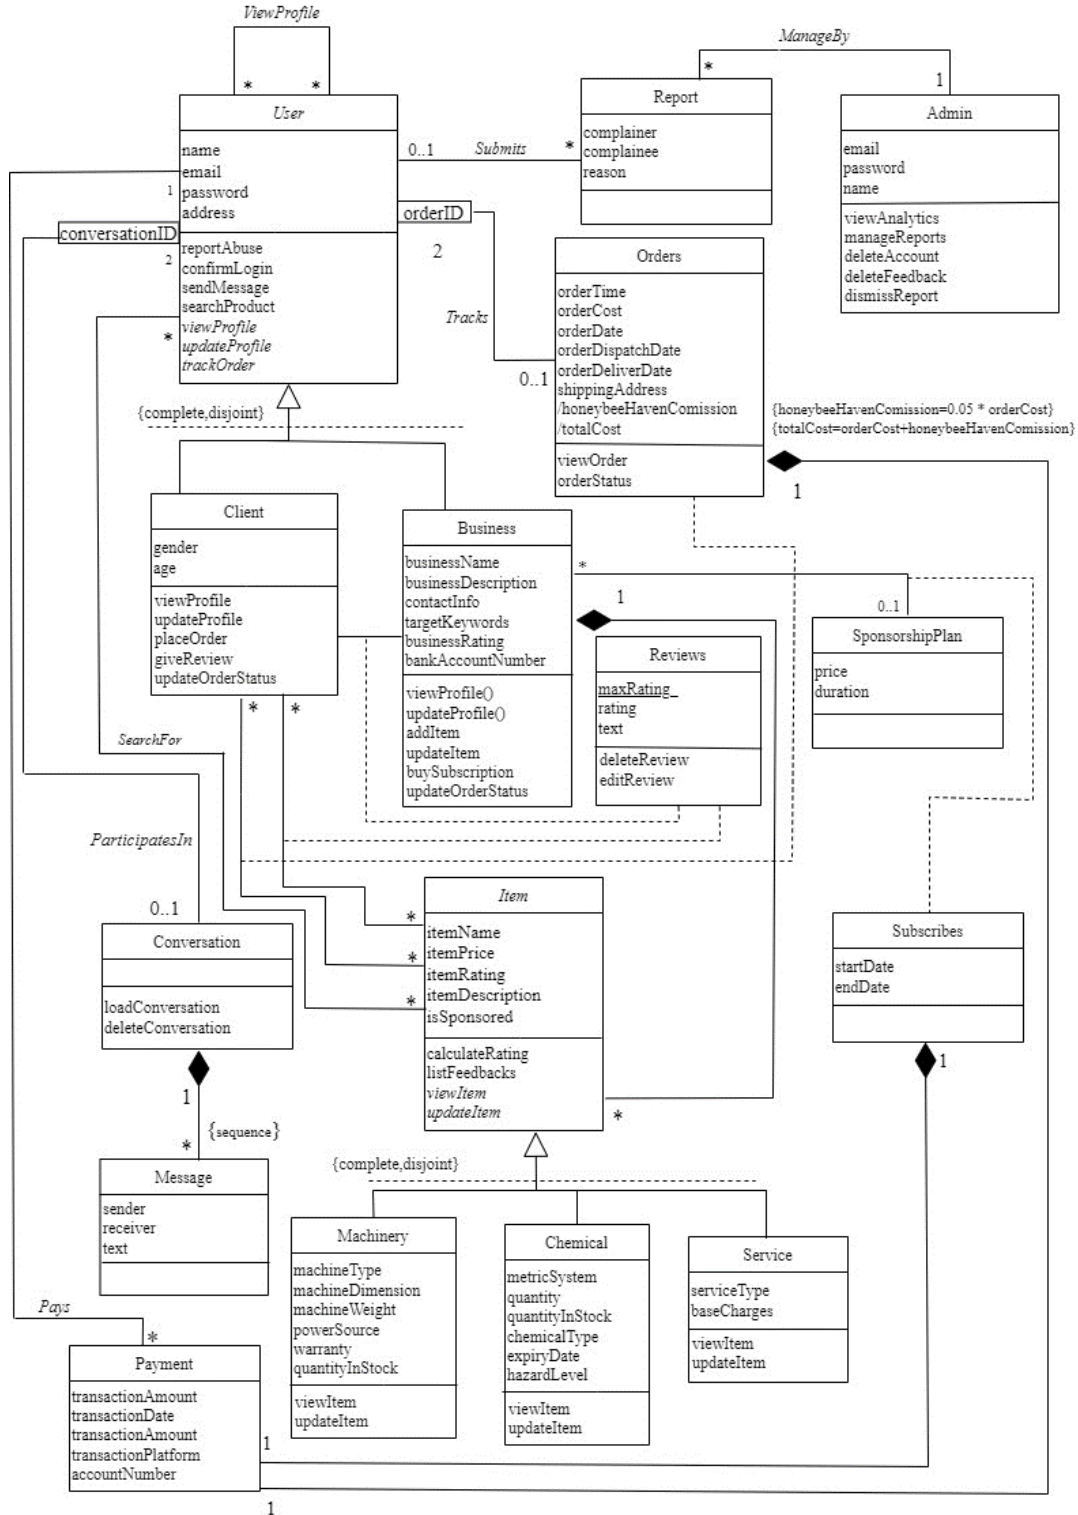 ViewProfile
*
*
ManageBy
*
1
User
name
email
password
address
1
conversationID
2
reportAbuse
confirmLogin
sendMessage
searchProduct
viewProfile
updateProfile
trackOrder
*
0..1
Submits
*
orderID
2
Tracks
0..1
Report
complainer
complainee
reason
Admin
email
password
name
viewAnalytics
manageReports
deleteAccount
deleteFeedback
dismissReport
Orders
orderTime
orderCost
orderDate
orderDispatchDate
orderDeliverDate
shippingAddress
/honeybeeHavenComission
/totalCost
viewOrder
orderStatus
{honeybeeHavenComission=0.05 * orderCost}
{totalCost=orderCost+honeybeeHavenComission}
1
{complete,disjoint}
Client
gender
age
viewProfile
updateProfile
placeOrder
giveReview
updateOrderStatus
*
*
Business
businessName
businessDescription
contactInfo
targetKeywords
businessRating
bankAccountNumber
viewProfile()
updateProfile()
addItem
updateItem
buySubscription
updateOrderStatus
*
1
0..1
Reviews
maxRating_
rating
text
deleteReview
editReview
SponsorshipPlan
price
duration
SearchFor
ParticipatesIn
0..1
Conversation
loadConversation
deleteConversation
1
{sequence}
*
Message
sender
receiver
text
*
*
*
Item
itemName
itemPrice
itemRating
itemDescription
isSponsored
calculateRating
listFeedbacks
viewItem
updateItem
*
Subscribes
startDate
endDate
1
{complete,disjoint}
Machinery
machineType
machineDimension
machineWeight
powerSource
warranty
quantityInStock
viewItem
updateItem
Chemical
metricSystem
quantity
quantityInStock
chemicalType
expiryDate
hazardLevel
viewItem
updateItem
Service
serviceType
baseCharges
viewItem
updateItem
Pays
*
Payment
transactionAmount
transactionDate
transactionAmount
transactionPlatform
accountNumber
1
1